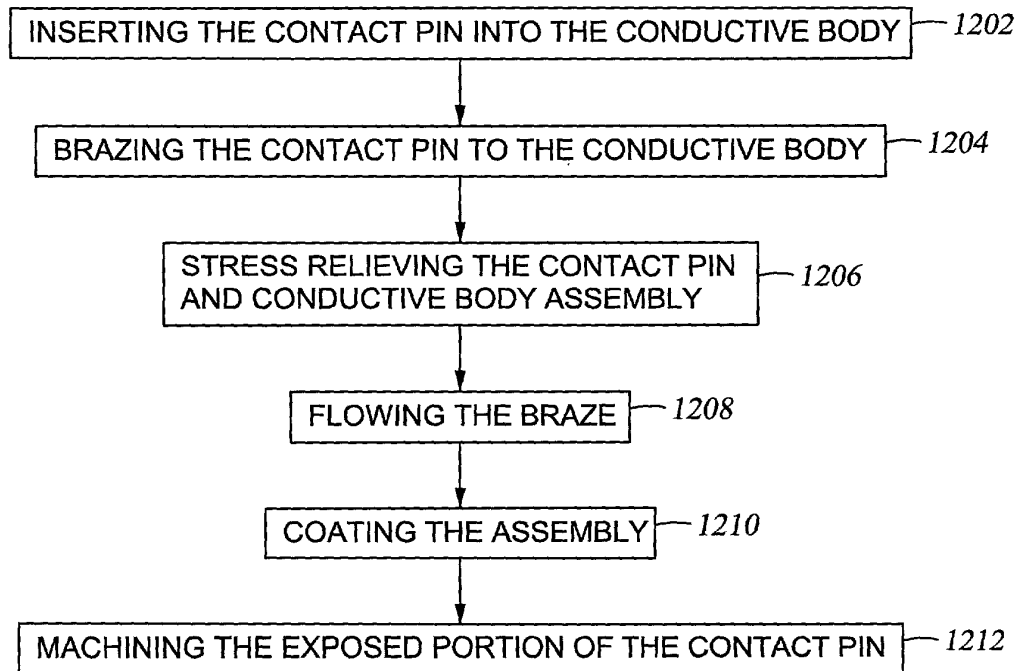 INSERTING THE CONTACT PIN INTO THE CONDUCTIVE BODY 1202
BRAZING THE CONTACT PIN TO THE CONDUCTIVE BODY 1204
STRESS RELIEVING THE CONTACT PIN
AND CONDUCTIVE BODY ASSEMBLY 1206
FLOWING THE BRAZE 1208
COATING THE ASSEMBLY 1210
MACHINING THE EXPOSED PORTION OF THE CONTACT PIN 1212